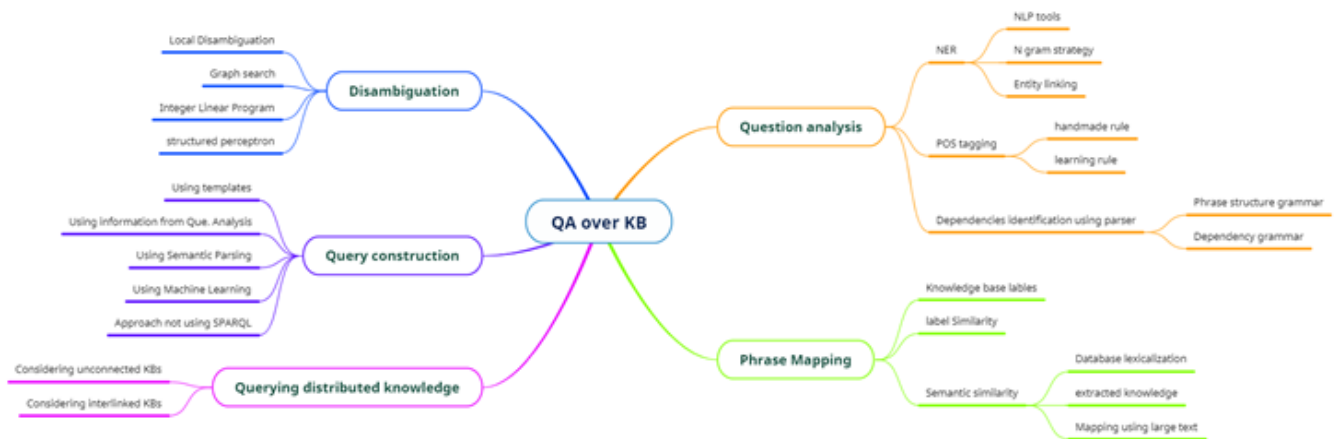 QA over KB
Question analysis
NER
NLP tools
N gram strategy
Entity linking
POS tagging
handmade rule
learning rule
Dependencies identification using parser
Phrase structure grammar
Dependency grammar
Phrase Mapping
Knowledge base lables
label Similarity
Semantic similarity
Database lexicalization
extracted knowledge
Mapping using large text
Disambiguation
Local Disambiguation
Graph search
Integer Linear Program
structured perceptron
Query construction
Using templates
Using information from Que. Analysis
Using Semantic Parsing
Using Machine Learning
Approach not using SPARQL
Querying distributed knowledge
Considering unconnected KBs
Considering interlinked KBs